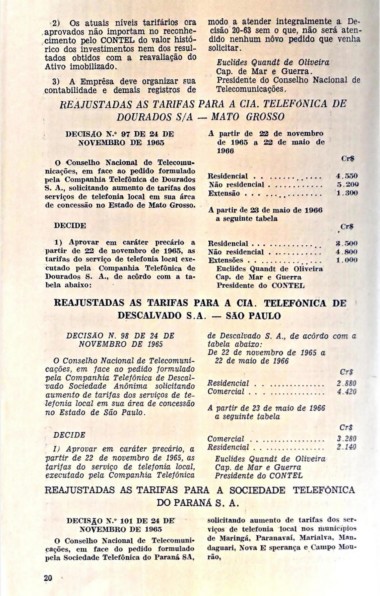 2) Os atuais níveis tarifários ora
aprovados não importam no reconhe-
cimento pelo CONTEL do valor histó-
rico dos investimentos nem dos resul-
tados obtidos com a reavaliação do
Ativo imobilizado.
3) A Emprêsa deve organizar sua
contabilidade e demais registros de
modo a atender integralmente a De-
cisão 30-63 sem o que, não será aten-
dido nenhum nôvo pedido que venha
solicitar.
Euclides Quandt de Oliveira
Cap. de Mar e Guerra.
Presidente do Conselho Nacional de
Telecomunicações.
REAJUSTADAS AS TARIFAS PARA A CIA. TELEFÔNICA DE
DOURADOS S/A — MATO GROSSO
DECISÃO N.º 97 DE 24 DE
NOVEMBRO DE 1965
O Conselho Nacional de Telecomu-
nicações, em face ao pedido formulado
pela Companhia Telefônica de Dourados
S. A., solicitando aumento de tarifas dos
serviços de telefonia local em sua área
de concessão no Estado de Mato Grosso.
DECIDE
1) Aprovar em caráter precário a
partir de 22 de novembro de 1965, as
tarifas do serviço de telefonia local exe-
cutado pela Companhia Telefônica de
Dourados S. A., de acôrdo com a ta-
bela abaixo:
A partir de 22 de novembro
de 1965 a 22 de maio de
1966
Cr$
Residencial . . . . . . . . . . 4.550
Não residencial . . . . . . . . 5.200
Extensão . . . . . . . . . . . 1.300
A partir de 23 de maio de 1966
a seguinte tabela
Cr$
Residencial . . . . . . . . . . 3.500
Não residencial . . . . . . . . 4.800
Extensões . . . . . . . . . . . 1.000
Euclides Quandt de Oliveira
Cap. de Mar e Guerra
Presidente do CONTEL
REAJUSTADAS AS TARIFAS PARA A CIA. TELEFÔNICA DE
DESCALVADO S.A. — SÃO PAULO
DECISÃO N. 98 DE 24 DE
NOVEMBRO DE 1965
O Conselho Nacional de Telecomuni-
cações, em face ao pedido formulado
pela Companhia Telefônica de Descal-
vado Sociedade Anônima solicitando
aumento de tarifas dos serviços de te-
lefonia local em sua área de concessão
no Estado de São Paulo.
DECIDE
1) Aprovar em caráter precário, a
partir de 22 de novembro de 1965, as
tarifas do serviço de telefonia local,
executado pela Companhia Telefônica
de Descalvado S. A., de acôrdo com a
tabela abaixo:
De 22 de novembro de 1965 a
22 de maio de 1966
Cr$
Residencial . . . . . . . . . . 2.880
Comercial . . . . . . . . . . . 4.420
A partir de 23 de maio de 1966
a seguinte tabela
Cr$
Comercial . . . . . . . . . . . 3.280
Residencial . . . . . . . . . . 2.140
Euclides Quandt de Oliveira
Cap. de Mar e Guerra.
Presidente do CONTEL
REAJUSTADAS AS TARIFAS PARA A SOCIEDADE TELEFÔNICA
DO PARANÁ S. A.
DECISÃO N.º 101 DE 24 DE
NOVEMBRO DE 1965
O Conselho Nacional de Telecomuni-
cações, em face do pedido formulado
pela Sociedade Telefônica do Paraná SA,
solicitando aumento de tarifas dos ser-
viços de telefonia local nos municípios
de Maringá, Paranavaí, Marialva, Man-
daguari, Nova E sperança e Campo Mou-
rão,
20